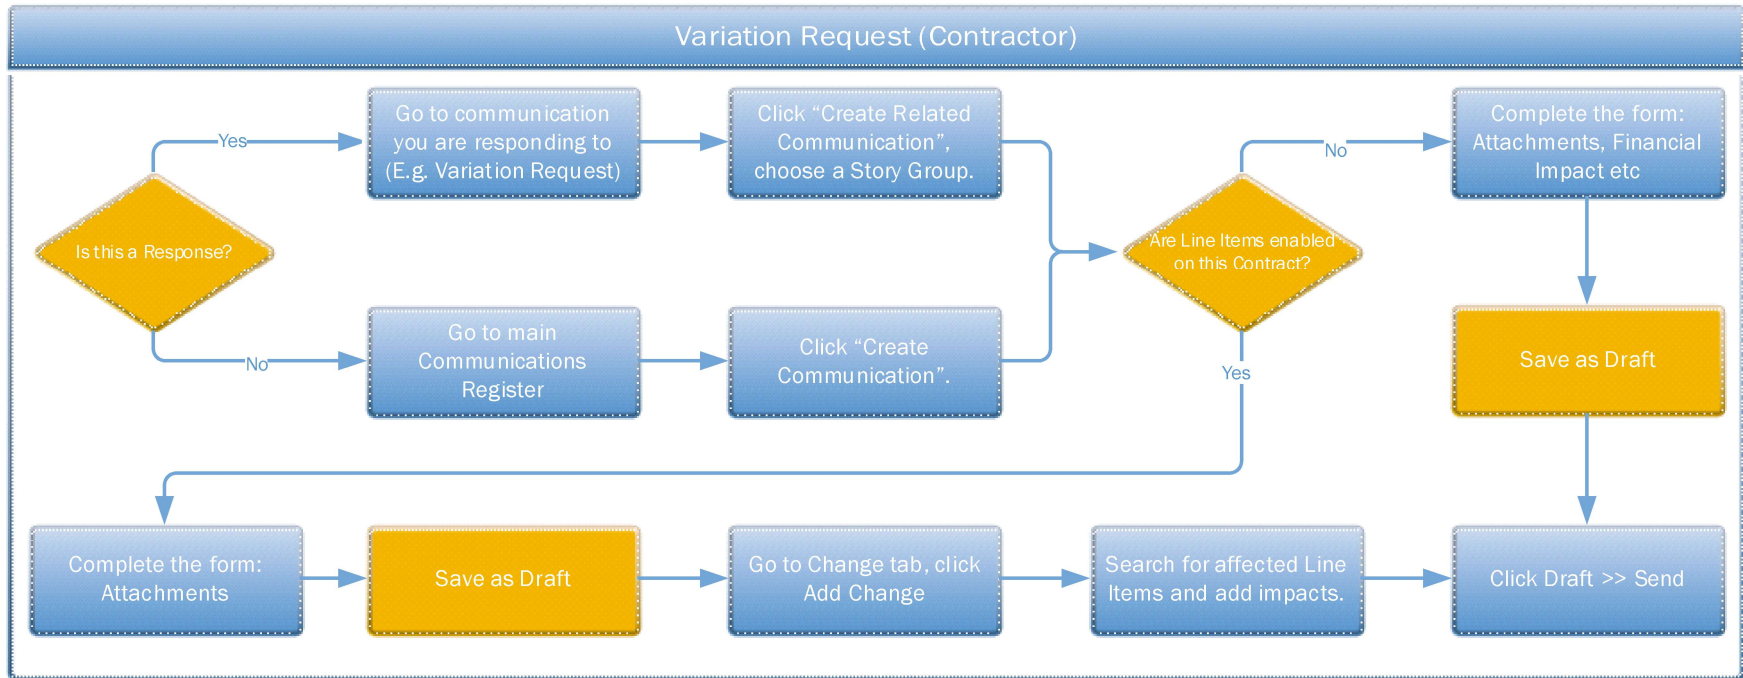 Variation Request (Contractor)
Yes
Go to communication
you are responding to
(E.g. Variation Request)
Click “Create Related
Communication”,
choose a Story Group.
No
Complete the form:
Attachments, Financial
Impact etc
Is this a Response?
Are Line Items enabled
on this Contract?
No
Go to main
Communications
Register
Click “Create
Communication”.
Yes
Save as Draft
Complete the form:
Attachments
Save as Draft
Go to Change tab, click
Add Change
Search for affected Line
Items and add impacts.
Click Draft >> Send